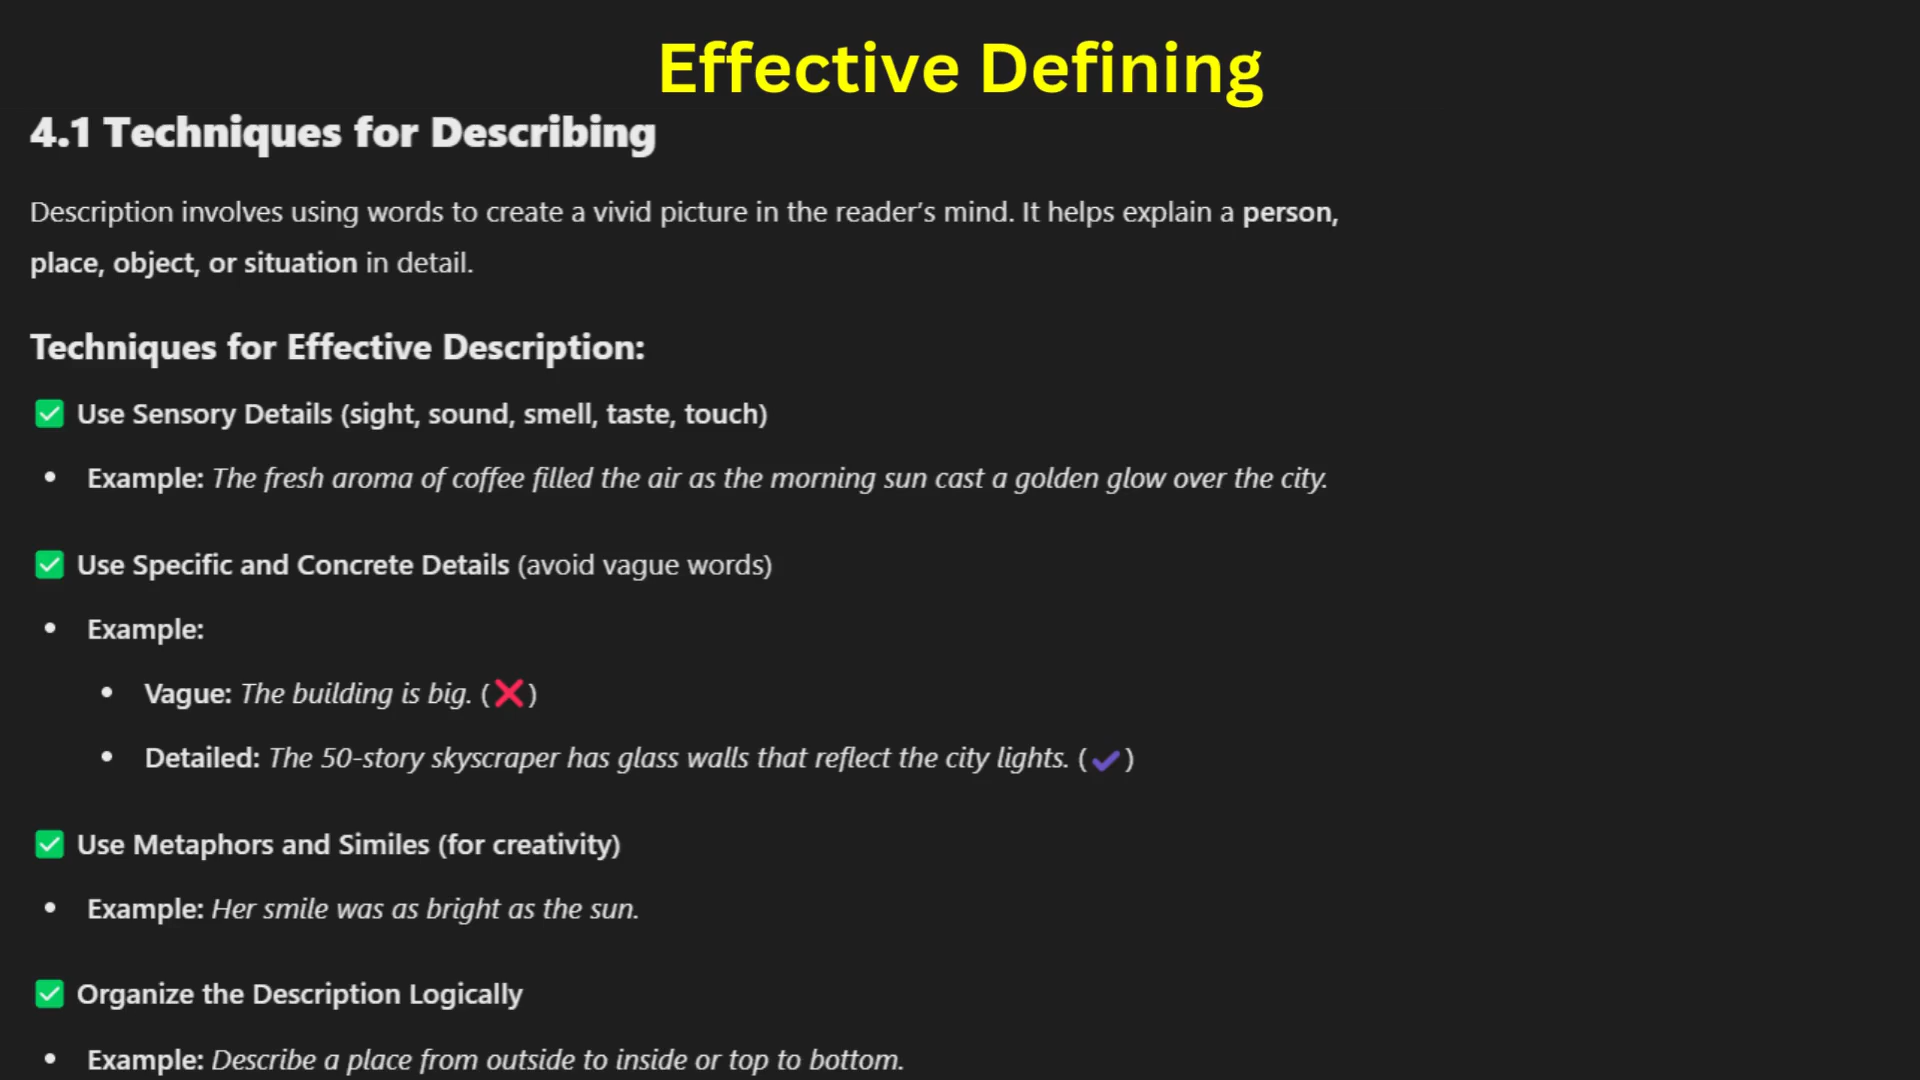 Effective Defining
4.1 Techniques for Describing
Description involves using words to create a vivid picture in the reader’s mind. It helps explain a person,
place, object, or situation in detail.
Techniques for Effective Description:
✅ Use Sensory Details (sight, sound, smell, taste, touch)
• Example: The fresh aroma of coffee filled the air as the morning sun cast a golden glow over the city.
✅ Use Specific and Concrete Details (avoid vague words)
• Example:
• Vague: The building is big. (❌)
• Detailed: The 50-story skyscraper has glass walls that reflect the city lights. (✔)
✅ Use Metaphors and Similes (for creativity)
• Example: Her smile was as bright as the sun.
✅ Organize the Description Logically
• Example: Describe a place from outside to inside or top to bottom.